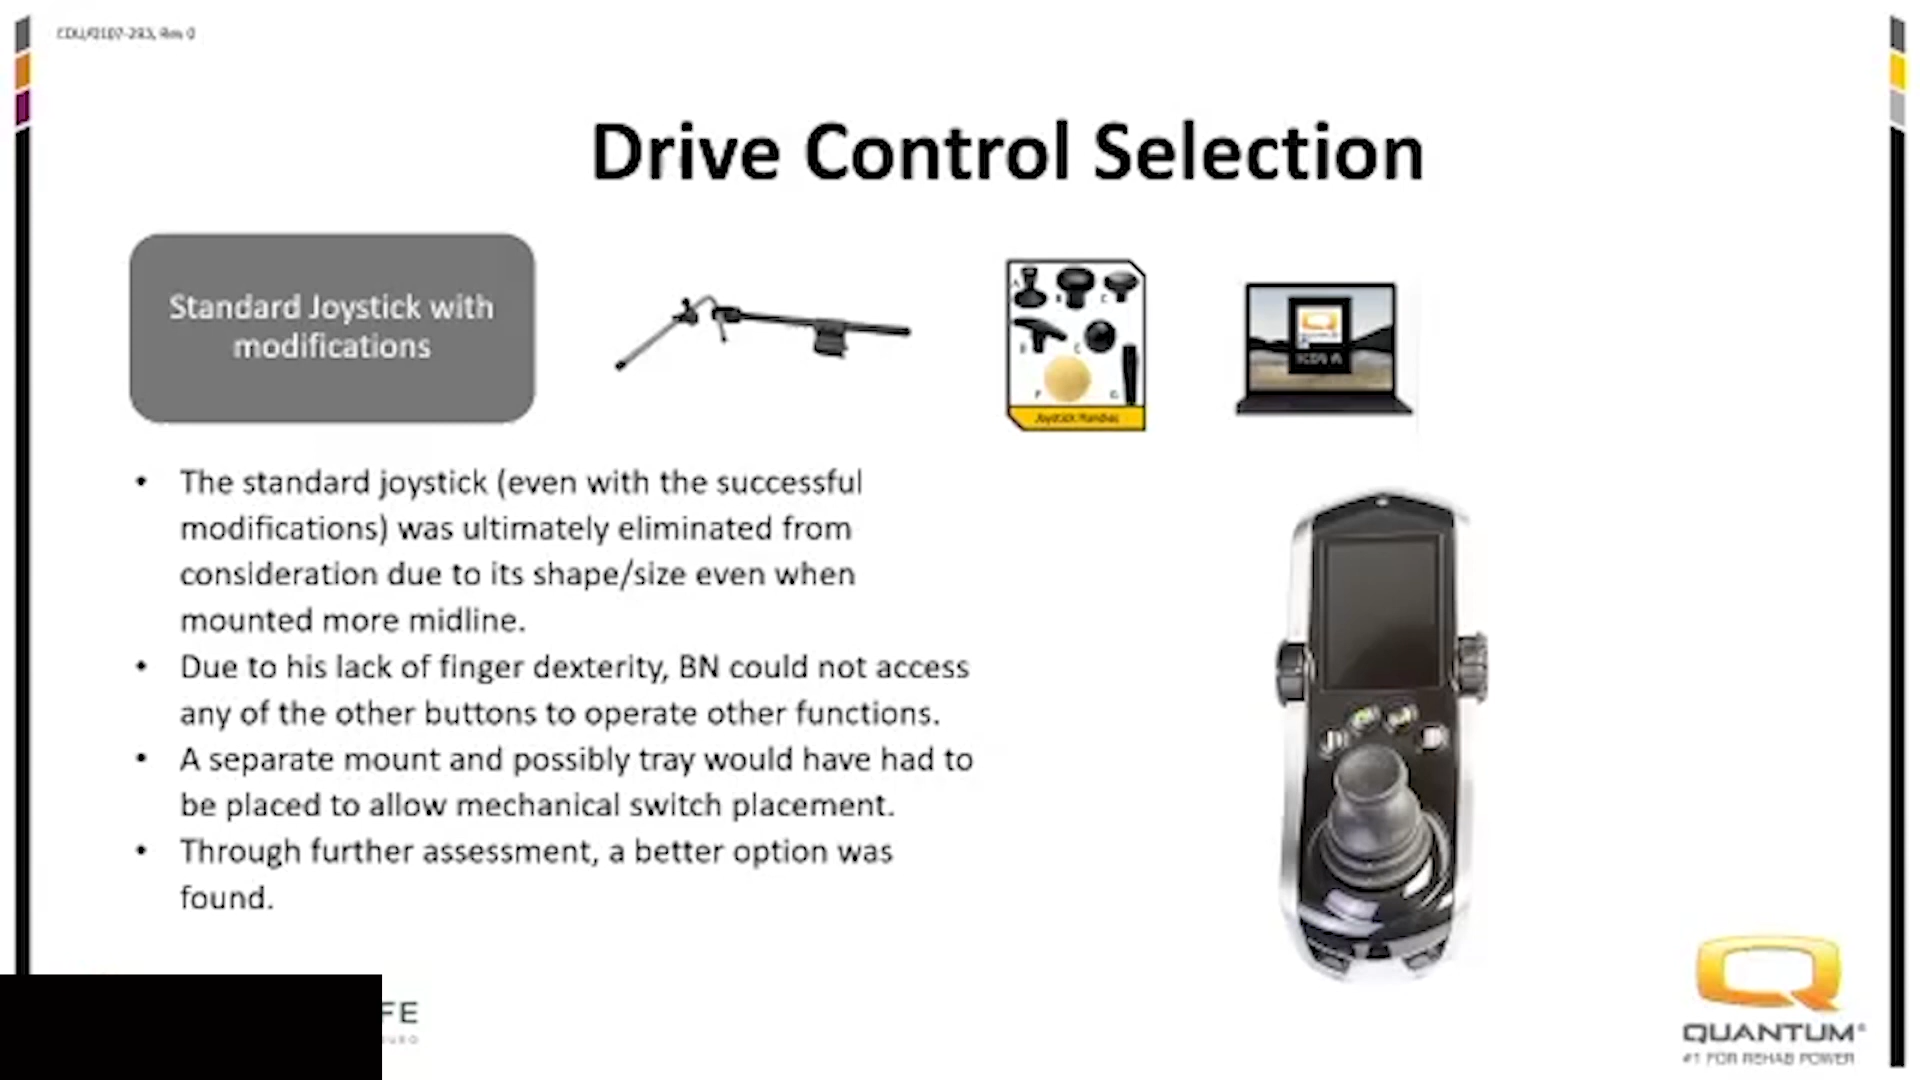 Drive Control Selection
Standard Joystick with
modifications
Joystick Handles
• The standard joystick (even with the successful
modifications) was ultimately eliminated from
consideration due to its shape/size even when
mounted more midline.
• Due to his lack of finger dexterity, BN could not access
any of the other buttons to operate other functions.
• A separate mount and possibly tray would have had to
be placed to allow mechanical switch placement.
• Through further assessment, a better option was
found.
FE
QUANTUM®
#1 FOR REHAB POWER